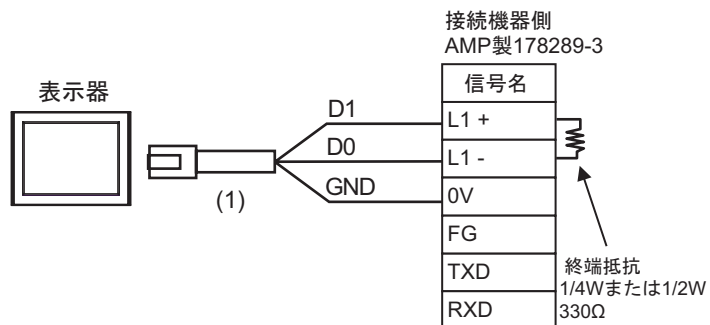 接続機器側
AMP製178289-3
表示器
信号名
D1
L1 +
D0
L1 -
GND
0V
(1)
FG
TXD
RXD
終端抵抗
1/4Wまたは1/2W
330Ω